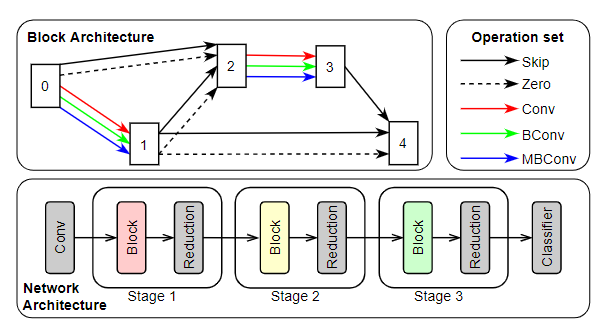 Block Architecture
0
1
2
3
4
Operation set
Skip
Zero
Conv
BConv
MBConv
Conv
Block
Reduction
Block
Reduction
Block
Reduction
Classifier
Stage 1
Stage 2
Stage 3
Network
Architecture